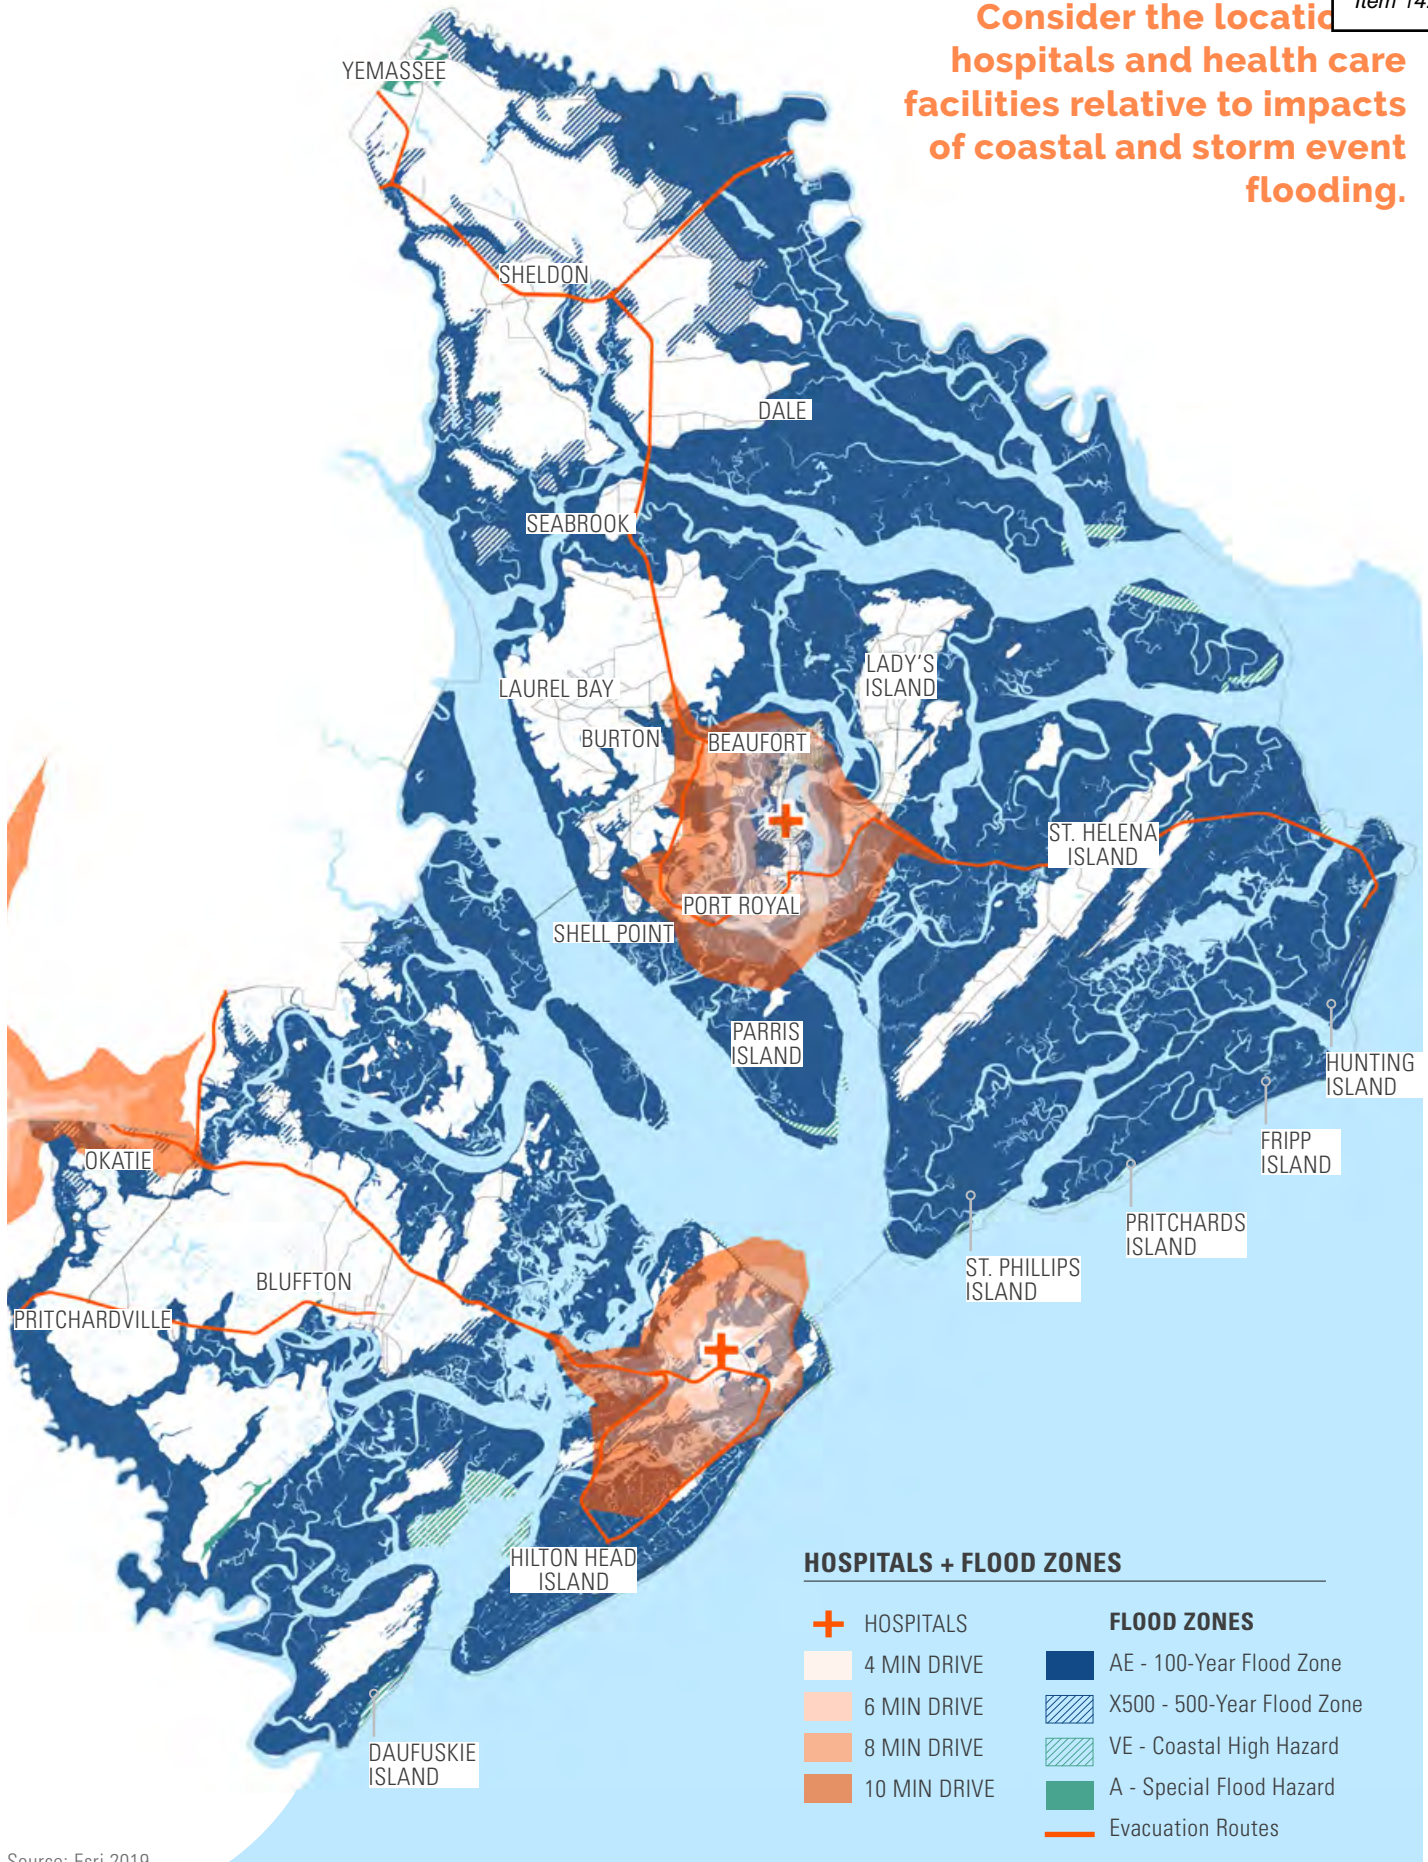 Item 14.
Consider the locatio
hospitals and health care
facilities relative to impacts
of coastal and storm event
flooding.
YEMASSEE
SHELDON
DALE
SEABROOK
LADY'S
ISLAND
LAUREL BAY
BURTON
BEAUFORT
ST. HELENA
ISLAND
PORT ROYAL
SHELL POINT
PARRIS
ISLAND
HUNTING
ISLAND
FRIPP
ISLAND
OKATIE
PRITCHARDS
ISLAND
ST. PHILLIPS
ISLAND
BLUFFTON
PRITCHARDVILLE
HILTON HEAD
ISLAND
DAUFUSKIE
ISLAND
HOSPITALS + FLOOD ZONES
HOSPITALS
4 MIN DRIVE
6 MIN DRIVE
8 MIN DRIVE
10 MIN DRIVE
FLOOD ZONES
AE - 100-Year Flood Zone
X500 - 500-Year Flood Zone
VE - Coastal High Hazard
A - Special Flood Hazard
Evacuation Routes
Source: Esri 2019